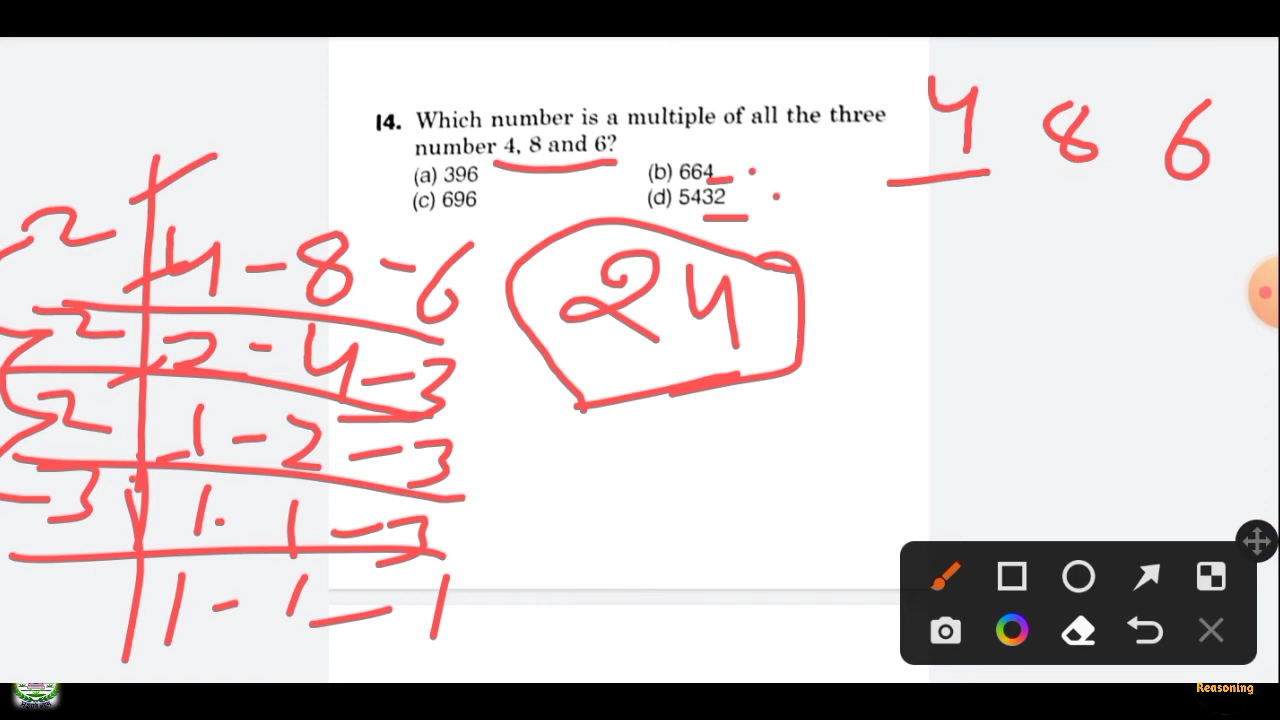 14. Which number is a multiple of all the three
number 4, 8 and 6?
(a) 396 (b) 664
(c) 696 (d) 5432
4 8 6
2 4 - 8 - 6
2 2 - 4 - 3
2 1 - 2 - 3
3 1 - 1 - 3
1 - 1 - 1
24
Reasoning